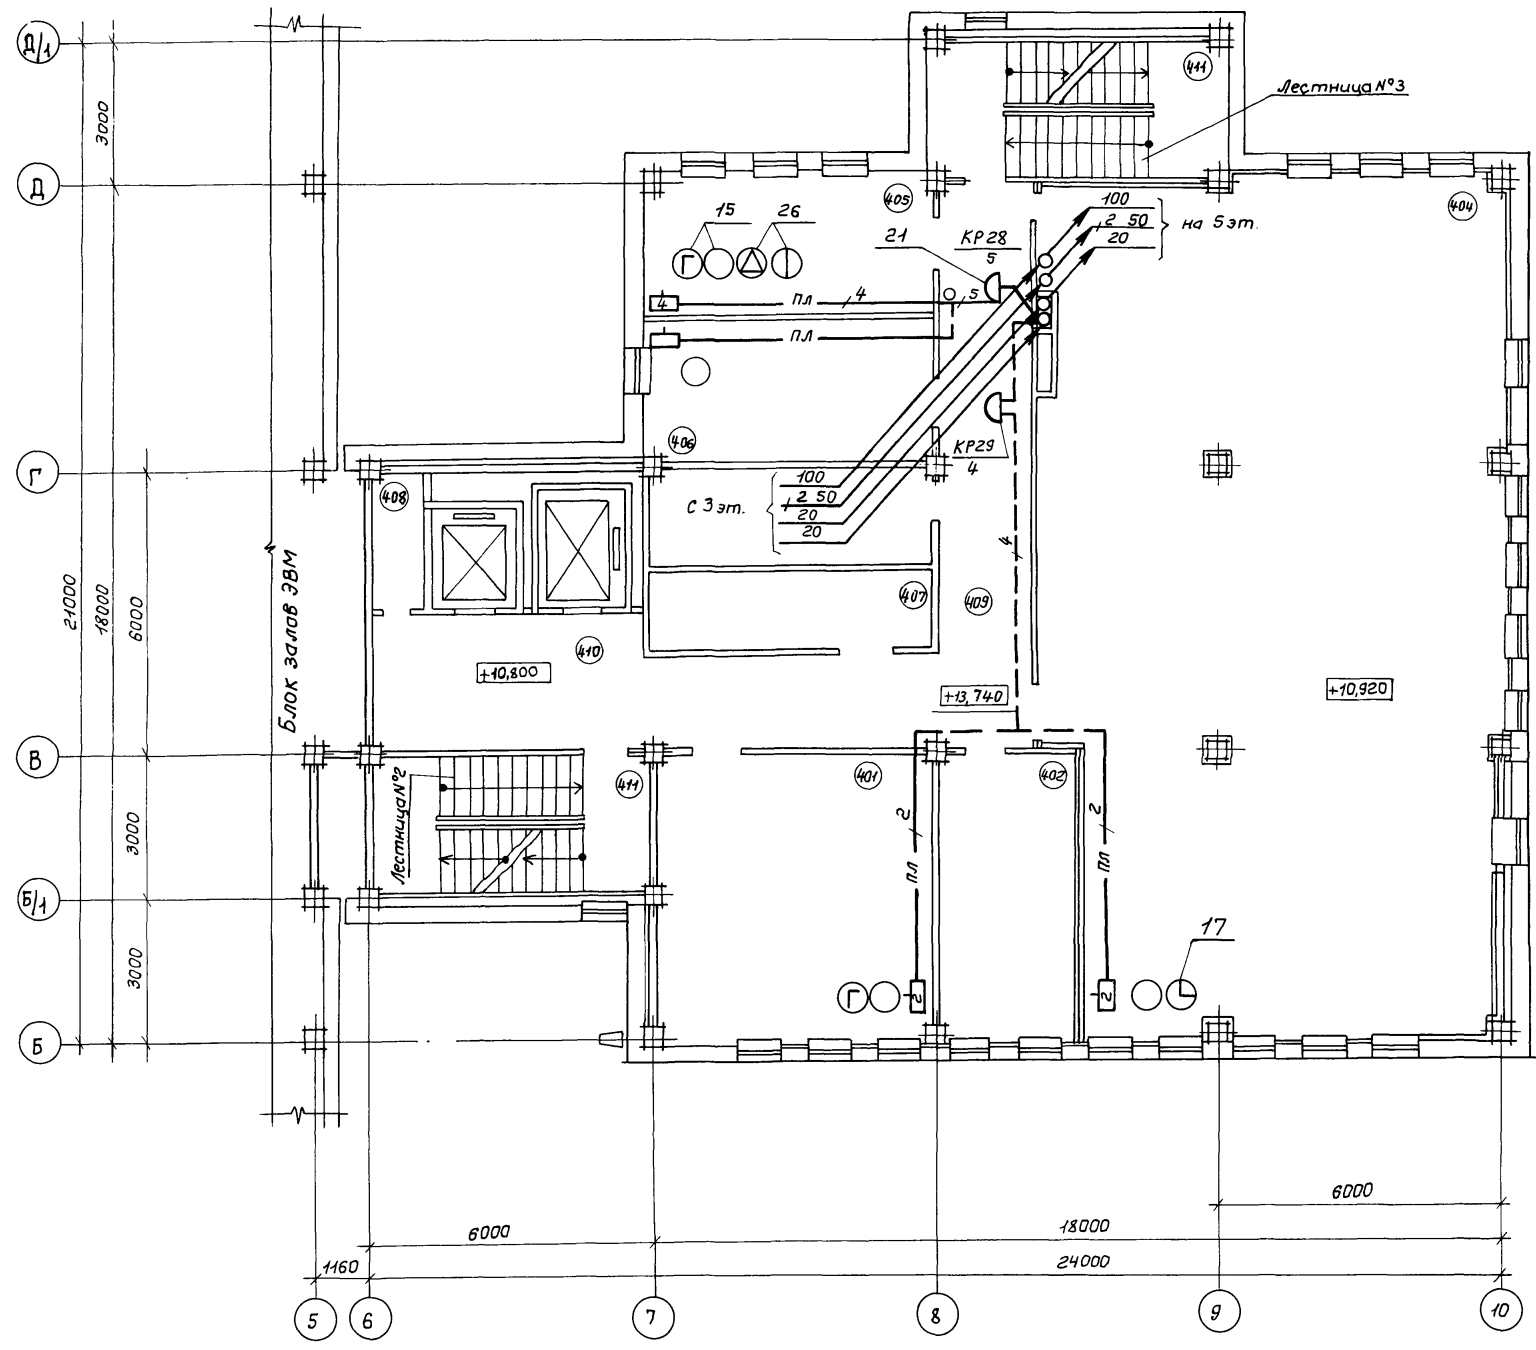 Д/1
411
Лестница №3
3000
Д
405
404
100
2 50
20
на 5 эт.
15
26
21
КР28
5
Г
4
ПЛ
4
5
ПЛ
406
КР29
4
Г
408
с 3 эт.
100
2 50
20
20
4
407
409
21000
18000
6000
Блок залов ЭВМ
410
+10,800
+13,740
+10,920
В
Лестница №2
411
401
402
3000
2
ПЛ
2
ПЛ
Б/1
3000
17
Г
2
2
Б
6000
6000
18000
1160
24000
5
6
7
8
9
10